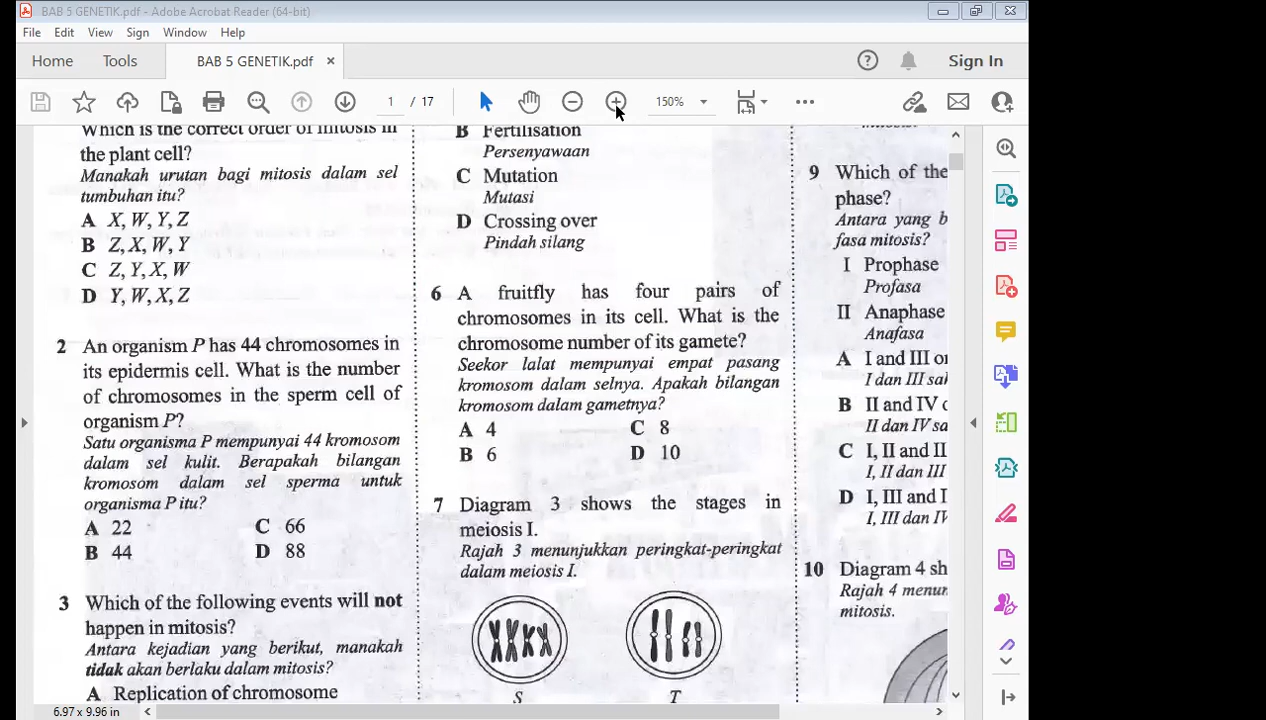 BAB 5 GENETIK.pdf - Adobe Acrobat Reader (64-bit)
File Edit View Sign Window Help
Home Tools BAB 5 GENETIK.pdf × Sign In
1 / 17 150%
Which is the correct order of mitosis in
the plant cell?
Manakah urutan bagi mitosis dalam sel
tumbuhan itu?
A X, W, Y, Z
B Z, X, W, Y
C Z, Y, X, W
D Y, W, X, Z
2 An organism P has 44 chromosomes in
its epidermis cell. What is the number
of chromosomes in the sperm cell of
organism P?
Satu organisma P mempunyai 44 kromosom
dalam sel kulit. Berapakah bilangan
kromosom dalam sel sperma untuk
organisma P itu?
A 22 C 66
B 44 D 88
3 Which of the following events will not
happen in mitosis?
Antara kejadian yang berikut, manakah
tidak akan berlaku dalam mitosis?
A Replication of chromosome
B Fertilisation
Persenyawaan
C Mutation
Mutasi
D Crossing over
Pindah silang
6 A fruitfly has four pairs of
chromosomes in its cell. What is the
chromosome number of its gamete?
Seekor lalat mempunyai empat pasang
kromosom dalam selnya. Apakah bilangan
kromosom dalam gametnya?
A 4 C 8
B 6 D 10
7 Diagram 3 shows the stages in
meiosis I.
Rajah 3 menunjukkan peringkat-peringkat
dalam meiosis I.
S T
9 Which of the
phase?
Antara yang b
fasa mitosis?
I Prophase
Profasa
II Anaphase
Anafasa
A I and III or
I dan III sa
B II and IV
II dan IV sa
C I, II and II
I, II dan III
D I, III and I
I, III dan IV
10 Diagram 4 sh
Rajah 4 menun
mitosis.
6.97 x 9.96 in